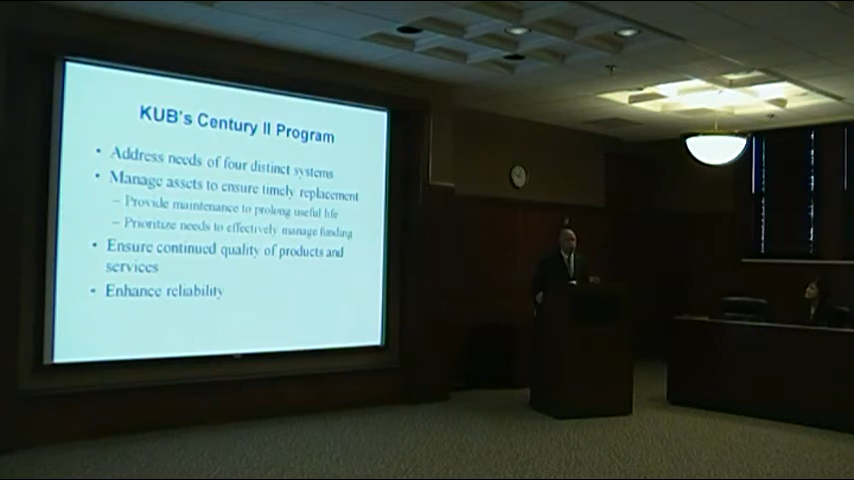 KUB's Century II Program
• Address needs of four distinct systems
• Manage assets to ensure timely replacement
– Provide maintenance to prolong useful life
– Prioritize needs to effectively manage funding
• Ensure continued quality of products and
services
• Enhance reliability